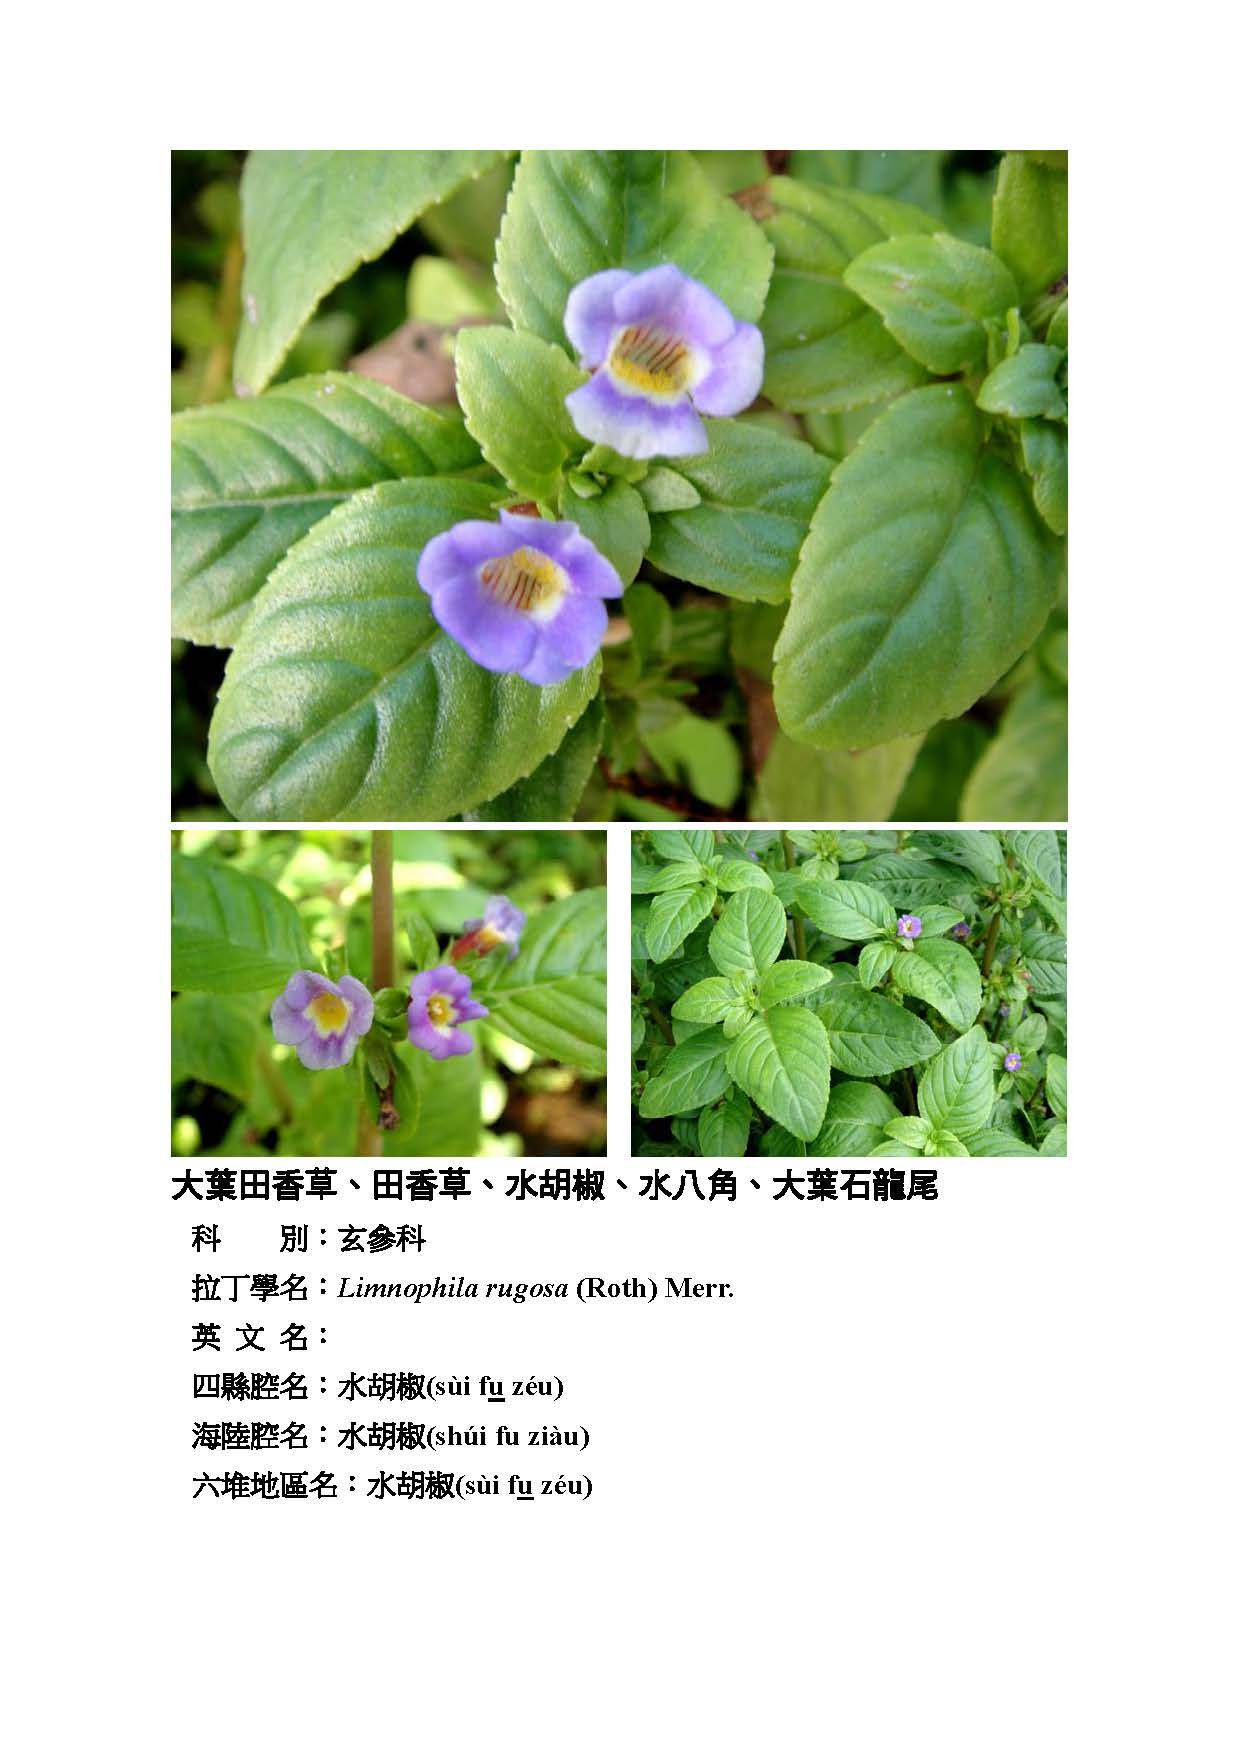 大葉田香草、田香草、水胡椒、水八角、大葉石龍尾
科　　別：玄參科
拉丁學名：Limnophila rugosa (Roth) Merr.
英 文 名：
四縣腔名：水胡椒(sùi fu zéu)
海陸腔名：水胡椒(shúi fu ziàu)
六堆地區名：水胡椒(sùi fu zéu)